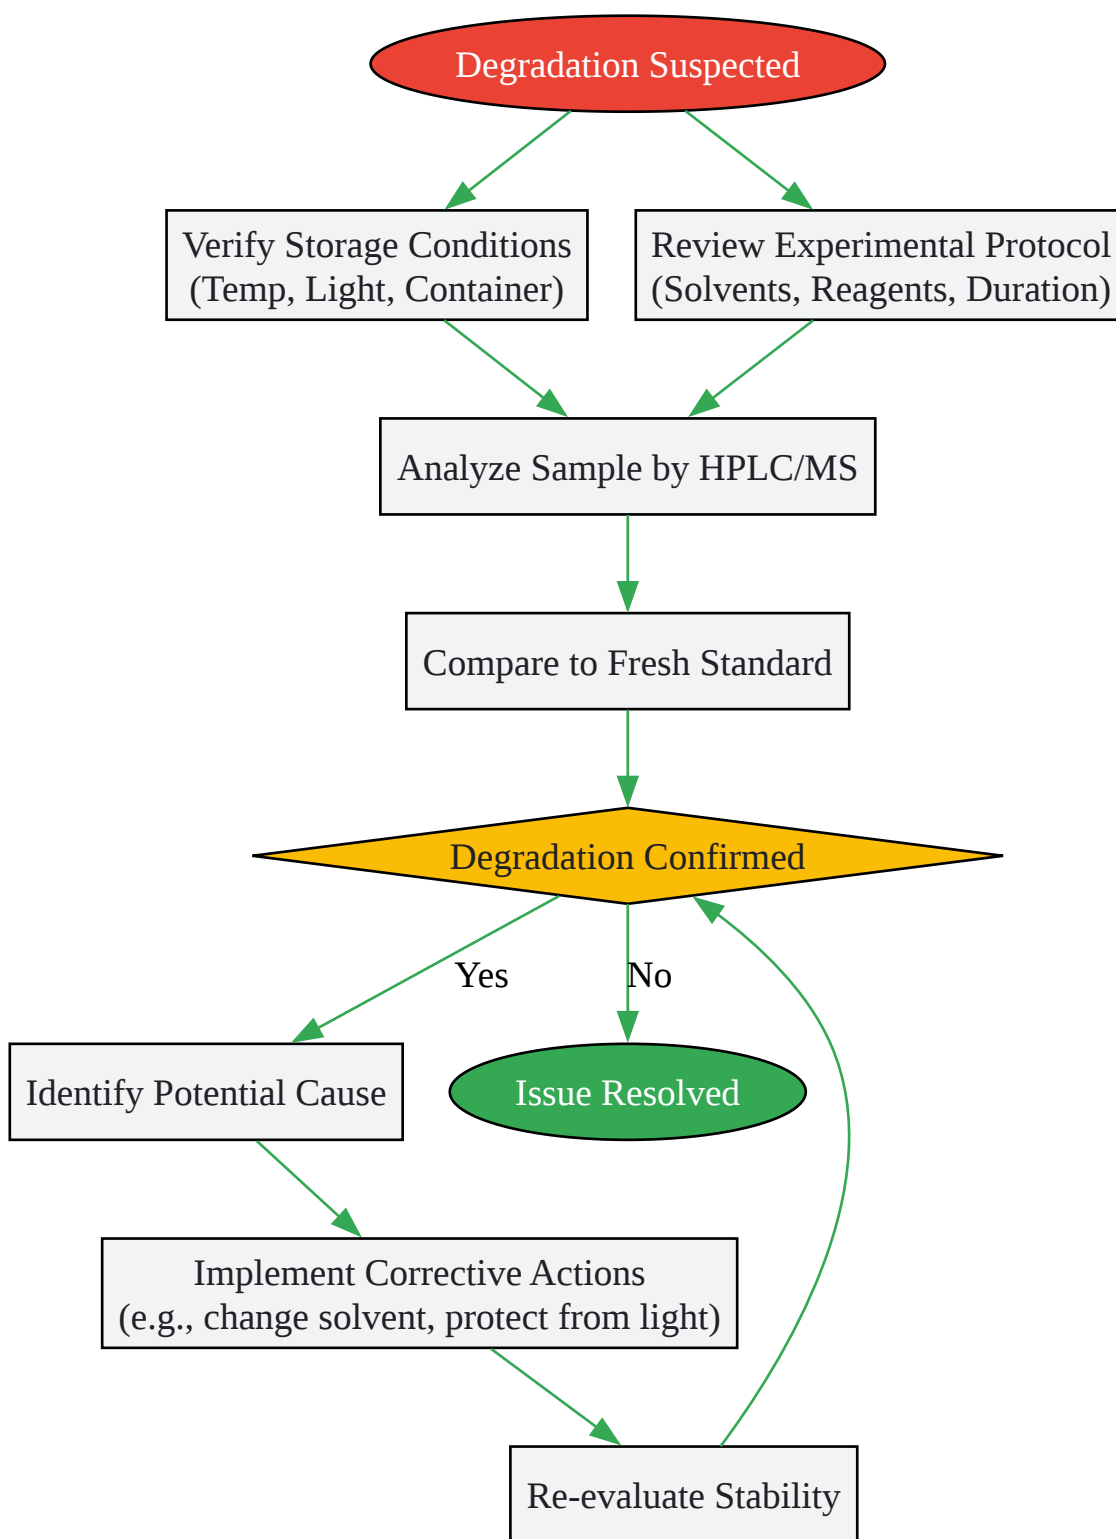 Degradation Suspected
Verify Storage Conditions
(Temp, Light, Container)
Review Experimental Protocol
(Solvents, Reagents, Duration)
Analyze Sample by HPLC/MS
Compare to Fresh Standard
Degradation Confirmed
Yes
No
Identify Potential Cause
Issue Resolved
Implement Corrective Actions
(e.g., change solvent, protect from light)
Re-evaluate Stability